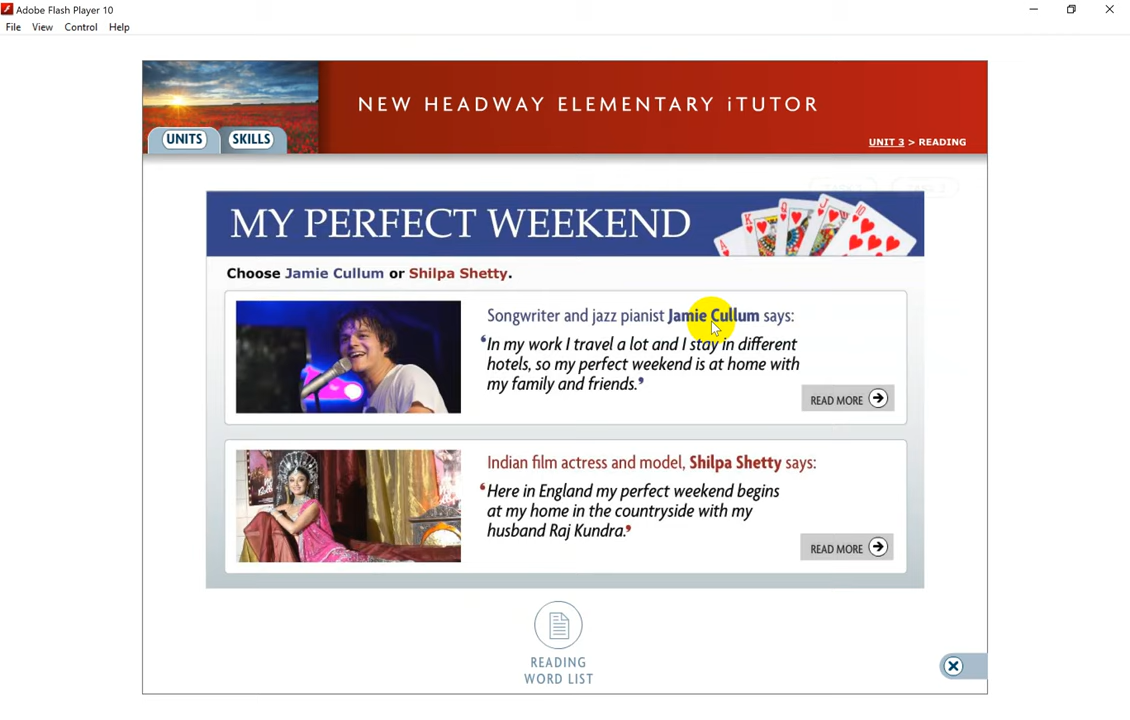 Adobe Flash Player 10
File View Control Help
NEW HEADWAY ELEMENTARY iTUTOR
UNITS SKILLS
UNIT 3 > READING
MY PERFECT WEEKEND
A K Q J 10
Choose Jamie Cullum or Shilpa Shetty.
Songwriter and jazz pianist Jamie Cullum says:
‘In my work I travel a lot and I stay in different
hotels, so my perfect weekend is at home with
my family and friends.’
READ MORE
Indian film actress and model, Shilpa Shetty says:
‘Here in England my perfect weekend begins
at my home in the countryside with my
husband Raj Kundra.’
READ MORE
READING
WORD LIST